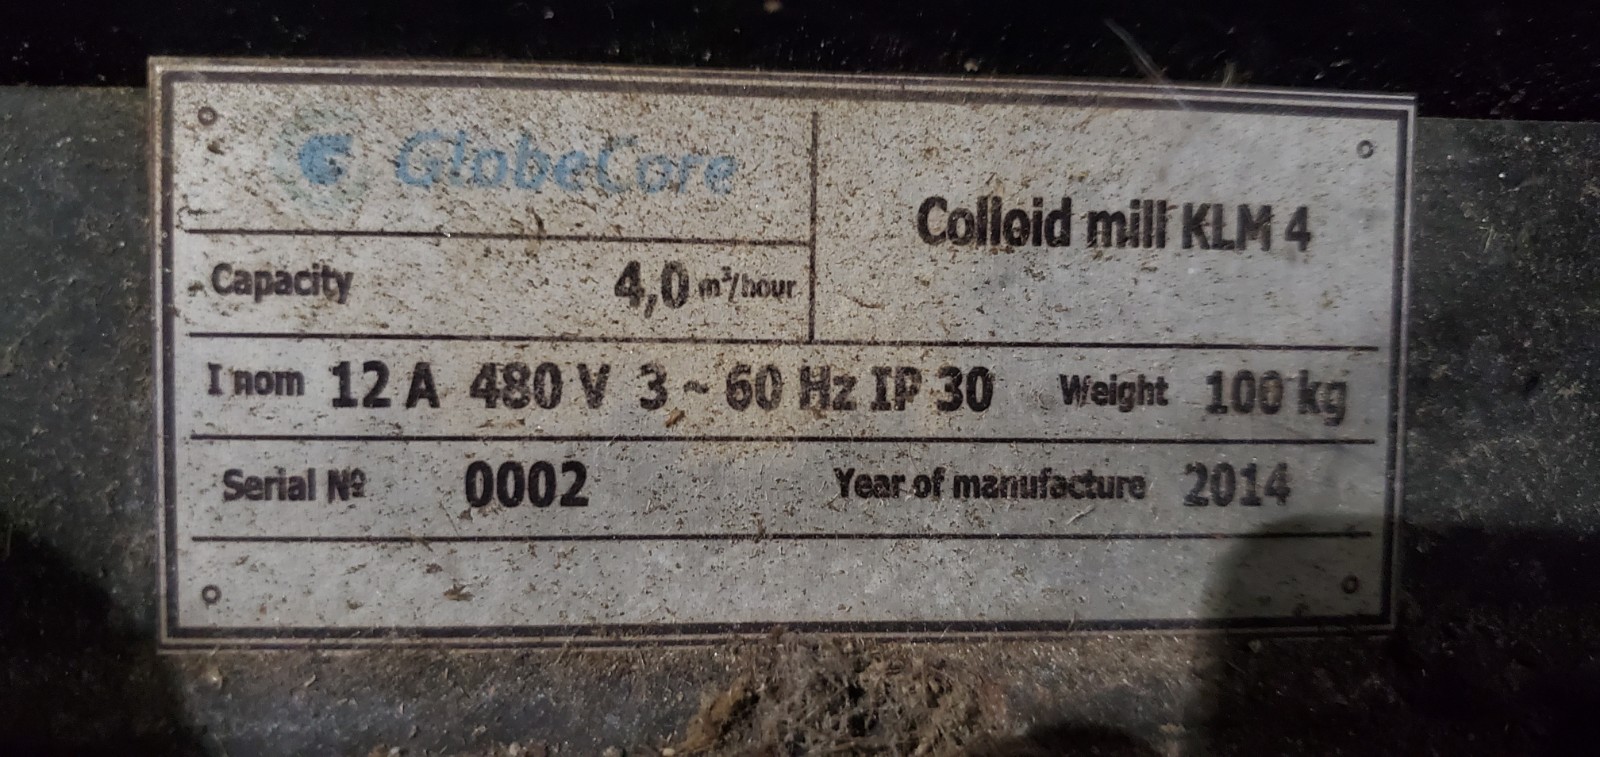 GlobeCore
Colloid mill KLM 4
Capacity 4,0 m³/hour
I nom 12 A 480 V 3 ~ 60 Hz IP 30 Weight 100 kg
Serial № 0002 Year of manufacture 2014